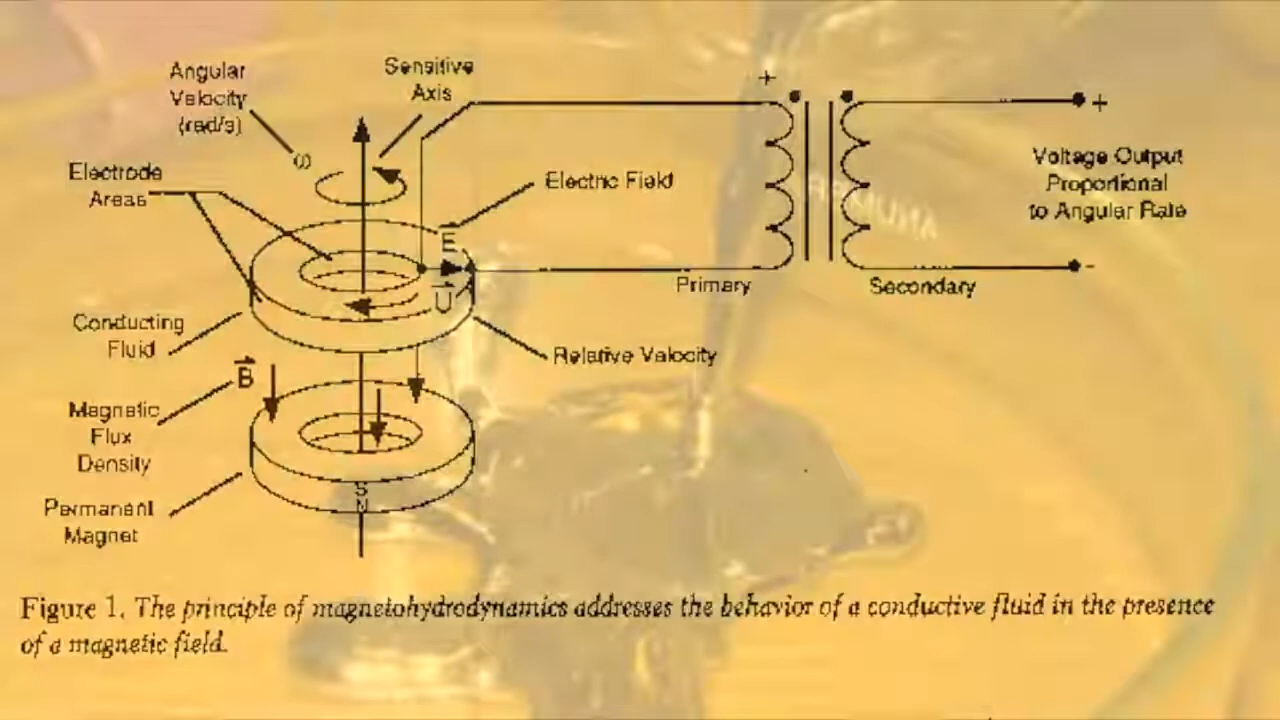 Angular
Velocity
(rad/s)
Sensitive
Axis
ω
Electrode
Areas
Electric Field
E
U
Conducting
Fluid
B
Magnetic
Flux
Density
Permanent
Magnet
S
N
Relative Velocity
+
Primary
Secondary
+
Voltage Output
Proportional
to Angular Rate
-
Figure 1. The principle of magnetohydrodynamics addresses the behavior of a conductive fluid in the presence
of a magnetic field.